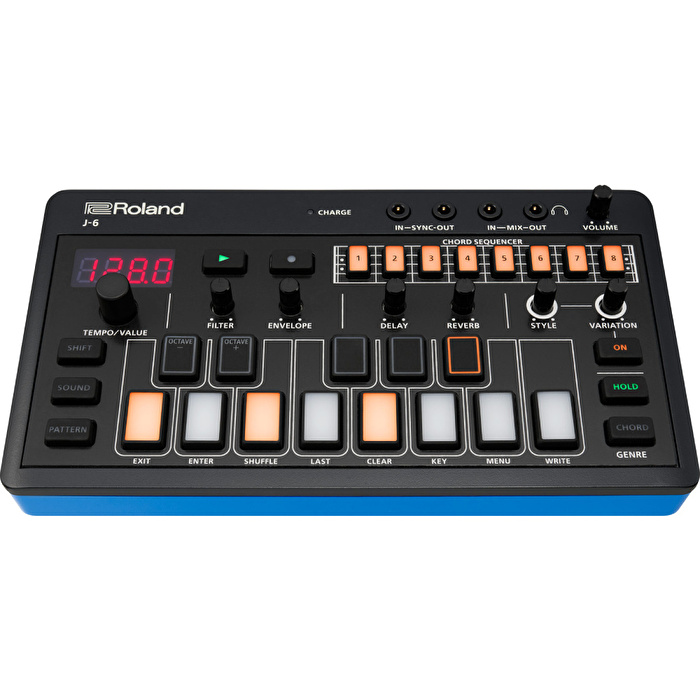 Roland
J-6
CHARGE
IN—SYNC-OUT
IN—MIX-OUT
VOLUME
CHORD SEQUENCER
1 2 3 4 5 6 7 8
128.0
TEMPO/VALUE
FILTER
ENVELOPE
DELAY
REVERB
STYLE
VARIATION
SHIFT
OCTAVE
−
OCTAVE
+
ON
SOUND
HOLD
PATTERN
CHORD
GENRE
EXIT
ENTER
SHUFFLE
LAST
CLEAR
KEY
MENU
WRITE